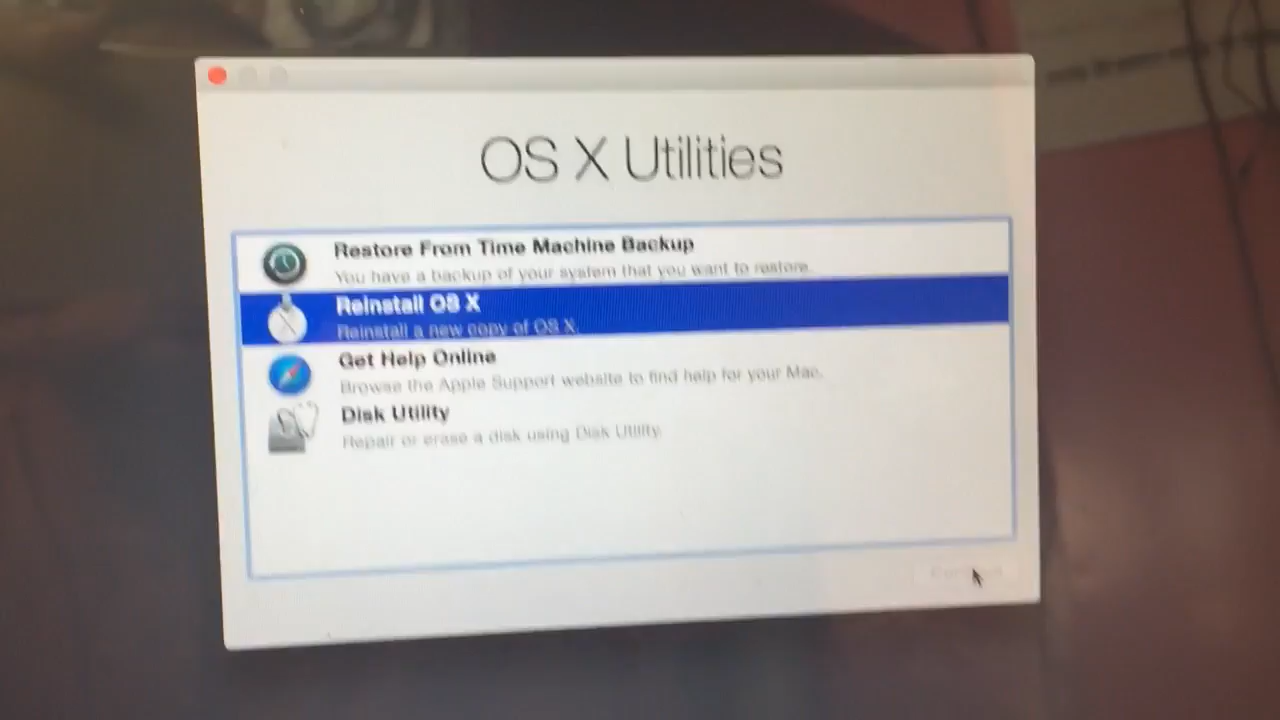 OS X Utilities
Restore From Time Machine Backup
You have a backup of your system that you want to restore.
Reinstall OS X
Reinstall a new copy of OS X.
Get Help Online
Browse the Apple Support website to find help for your Mac.
Disk Utility
Repair or erase a disk using Disk Utility.